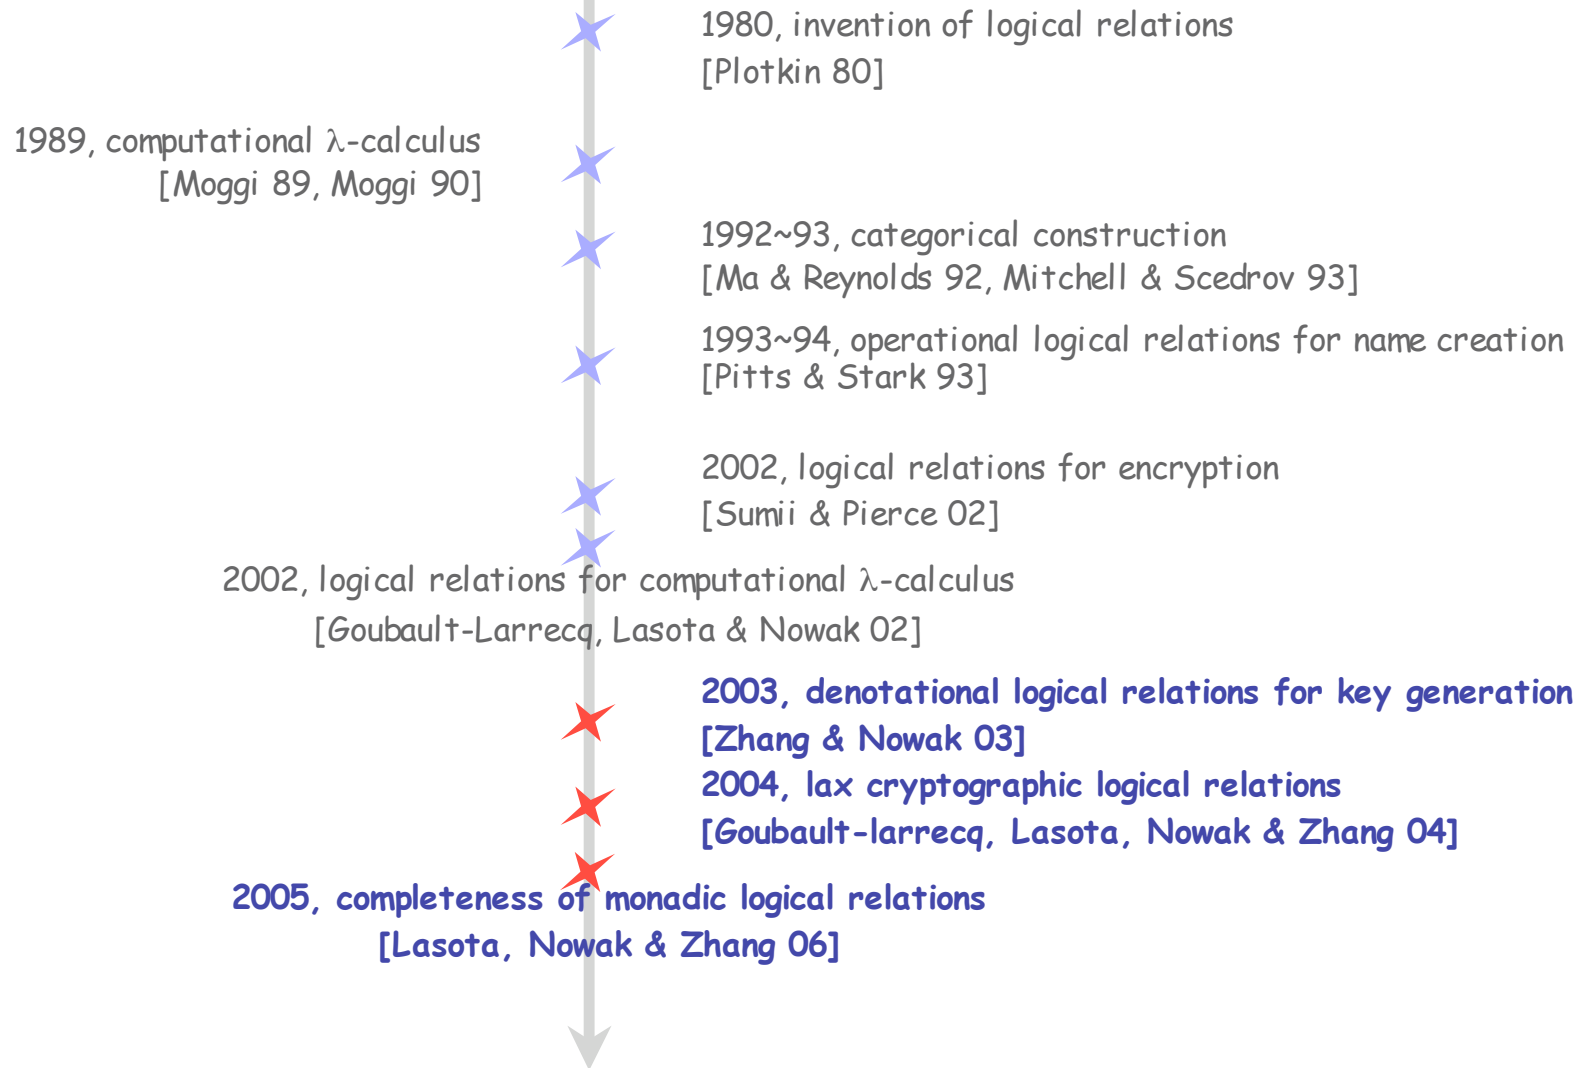 1980, invention of logical relations
[Plotkin 80]
1989, computational λ-calculus
[Moggi 89, Moggi 90]
1992~93, categorical construction
[Ma & Reynolds 92, Mitchell & Scedrov 93]
1993~94, operational logical relations for name creation
[Pitts & Stark 93]
2002, logical relations for encryption
[Sumii & Pierce 02]
2002, logical relations for computational λ-calculus
[Goubault-Larrecq, Lasota & Nowak 02]
2003, denotational logical relations for key generation
[Zhang & Nowak 03]
2004, lax cryptographic logical relations
[Goubault-larrecq, Lasota, Nowak & Zhang 04]
2005, completeness of monadic logical relations
[Lasota, Nowak & Zhang 06]